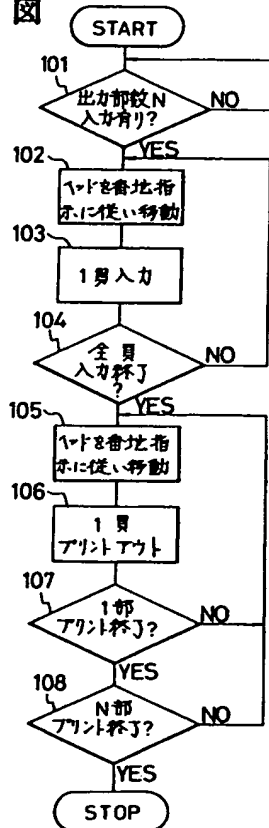 図
START
101
出力部数N
入力有り?
NO
YES
102
ヘッドを番地指
示に従い移動
103
1頁入力
104
全頁
入力終了
?
NO
YES
105
ヘッドを番地指
示に従い移動
106
1頁
プリントアウト
107
1部
プリント終了?
NO
YES
108
N部
プリント終了?
NO
YES
STOP